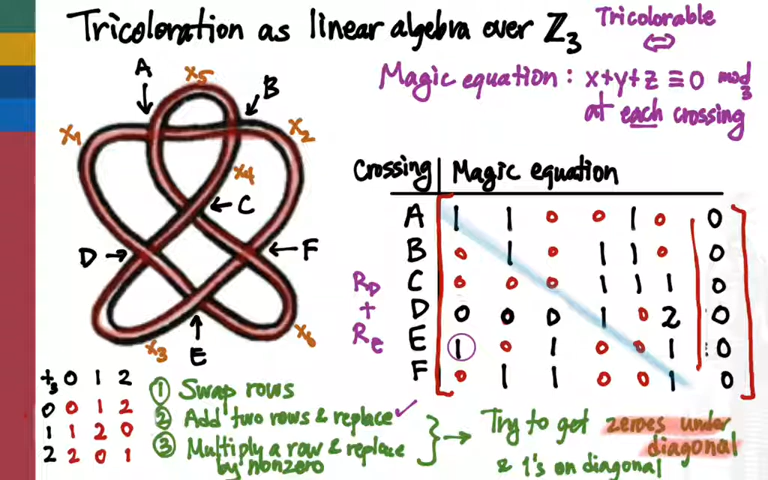 Tricoloration as linear algebra over Z₃
Tricolorable
⇔
Magic equation : x+y+z ≡ 0 mod 3
at each crossing
A
x₅
B
x₁
x₂
x₄
C
D
F
x₃
E
x₆
Crossing Magic equation
A 1 1 0 0 1 0 0
B 0 1 0 1 1 0 0
C 0 0 0 1 1 1 0
D 0 0 0 1 0 2 0
E 1 0 1 0 0 1 0
F 0 1 1 0 0 1 0
R_D
+
R_E
+₃ 0 1 2
0 0 1 2
1 1 2 0
2 2 0 1
① Swap rows
② Add two rows & replace ✓
③ Multiply a row & replace
by nonzero
→ Try to get zeroes under
diagonal
& 1's on diagonal